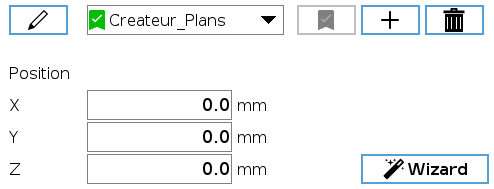 Createur_Plans
Position
X 0.0 mm
Y 0.0 mm
Z 0.0 mm
Wizard